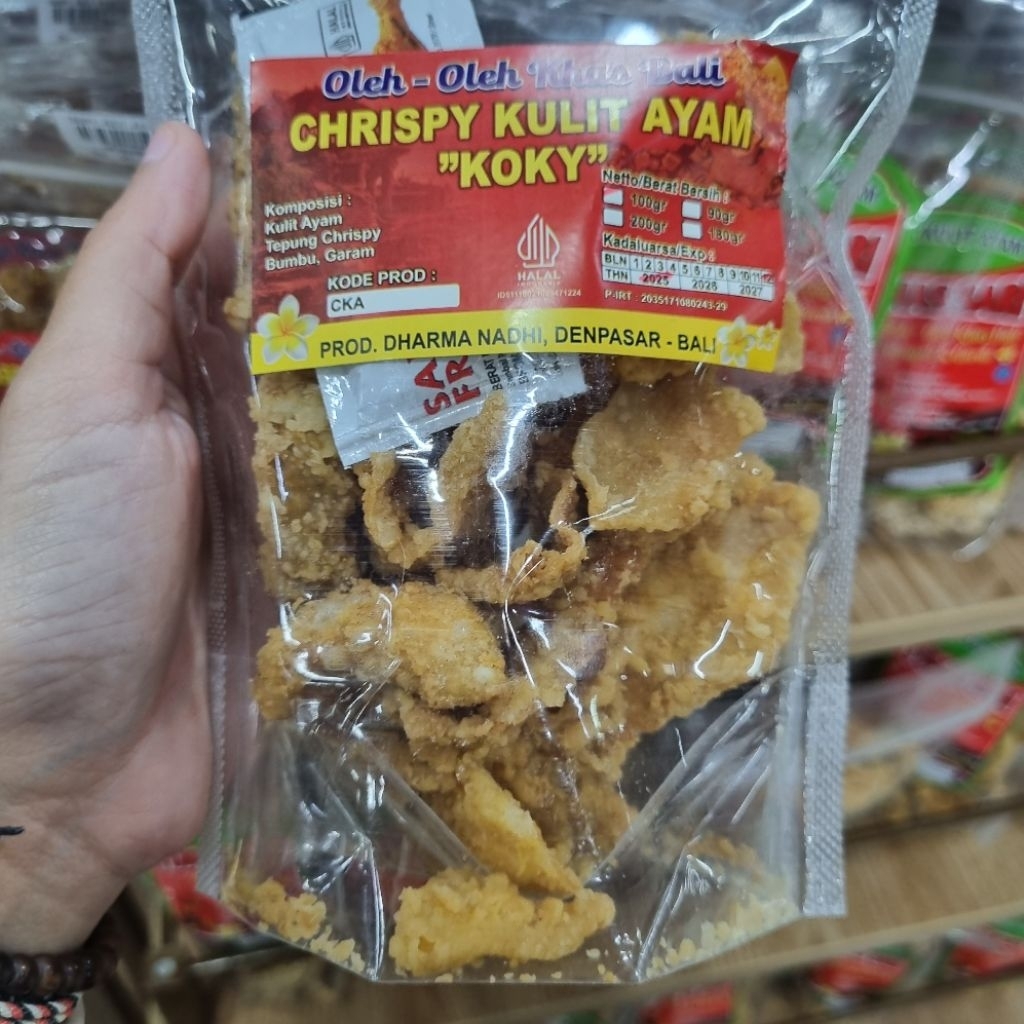 Oleh - Oleh Khas Bali
CHRISPY KULIT AYAM
"KOKY"
Komposisi :
Kulit Ayam
Tepung Chrispy
Bumbu, Garam
KODE PROD :
CKA
HALAL
INDONESIA
Netto/Berat Bersih :
100gr 90gr
200gr 180gr
Kadaluarsa/Exp :
BLN 1 2 3 4 5 6 7 8 9 10 11 12
THN 2025 2026 2027
P-IRT : 2035171080243-29
PROD. DHARMA NADHI, DENPASAR - BALI